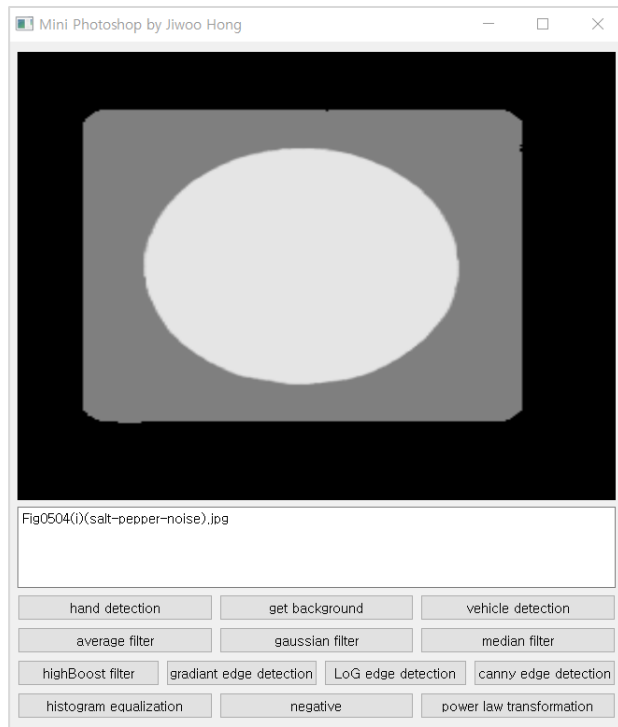 Mini Photoshop by Jiwoo Hong
Fig0504(i)(salt-pepper-noise).jpg
hand detection get background vehicle detection
average filter gaussian filter median filter
highBoost filter gradiant edge detection LoG edge detection canny edge detection
histogram equalization negative power law transformation